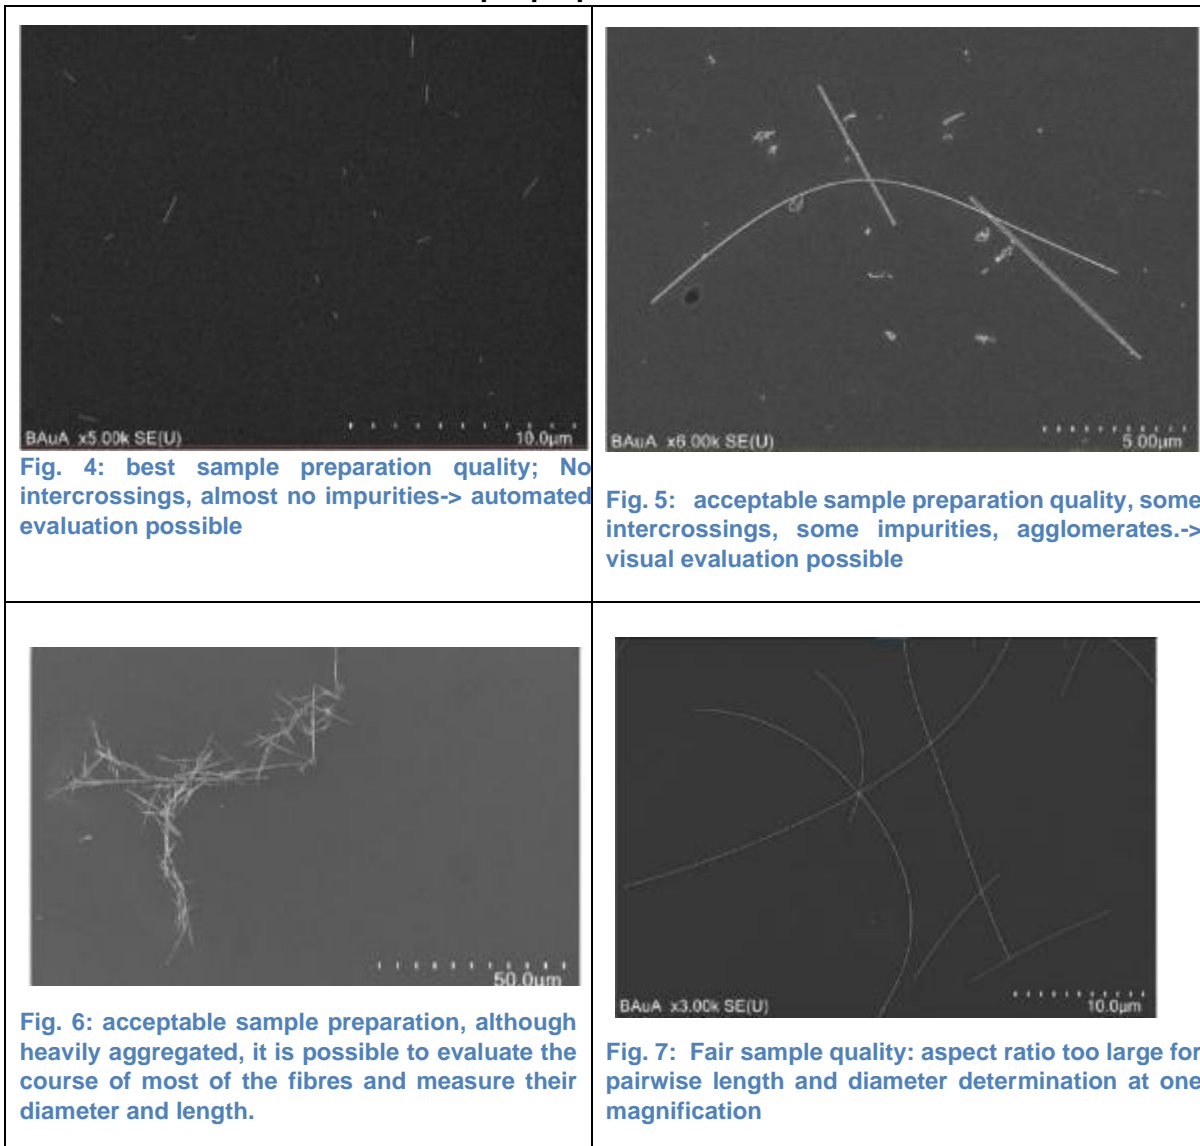 BAuA x5.00k SE(U) 10.0µm
Fig. 4: best sample preparation quality; No
intercrossings, almost no impurities-> automated
evaluation possible
BAuA x6.00k SE(U) 5.00µm
Fig. 5: acceptable sample preparation quality, some
intercrossings, some impurities, agglomerates.->
visual evaluation possible
50.0µm
Fig. 6: acceptable sample preparation, although
heavily aggregated, it is possible to evaluate the
course of most of the fibres and measure their
diameter and length.
BAuA x3.00k SE(U) 10.0µm
Fig. 7: Fair sample quality: aspect ratio too large for
pairwise length and diameter determination at one
magnification